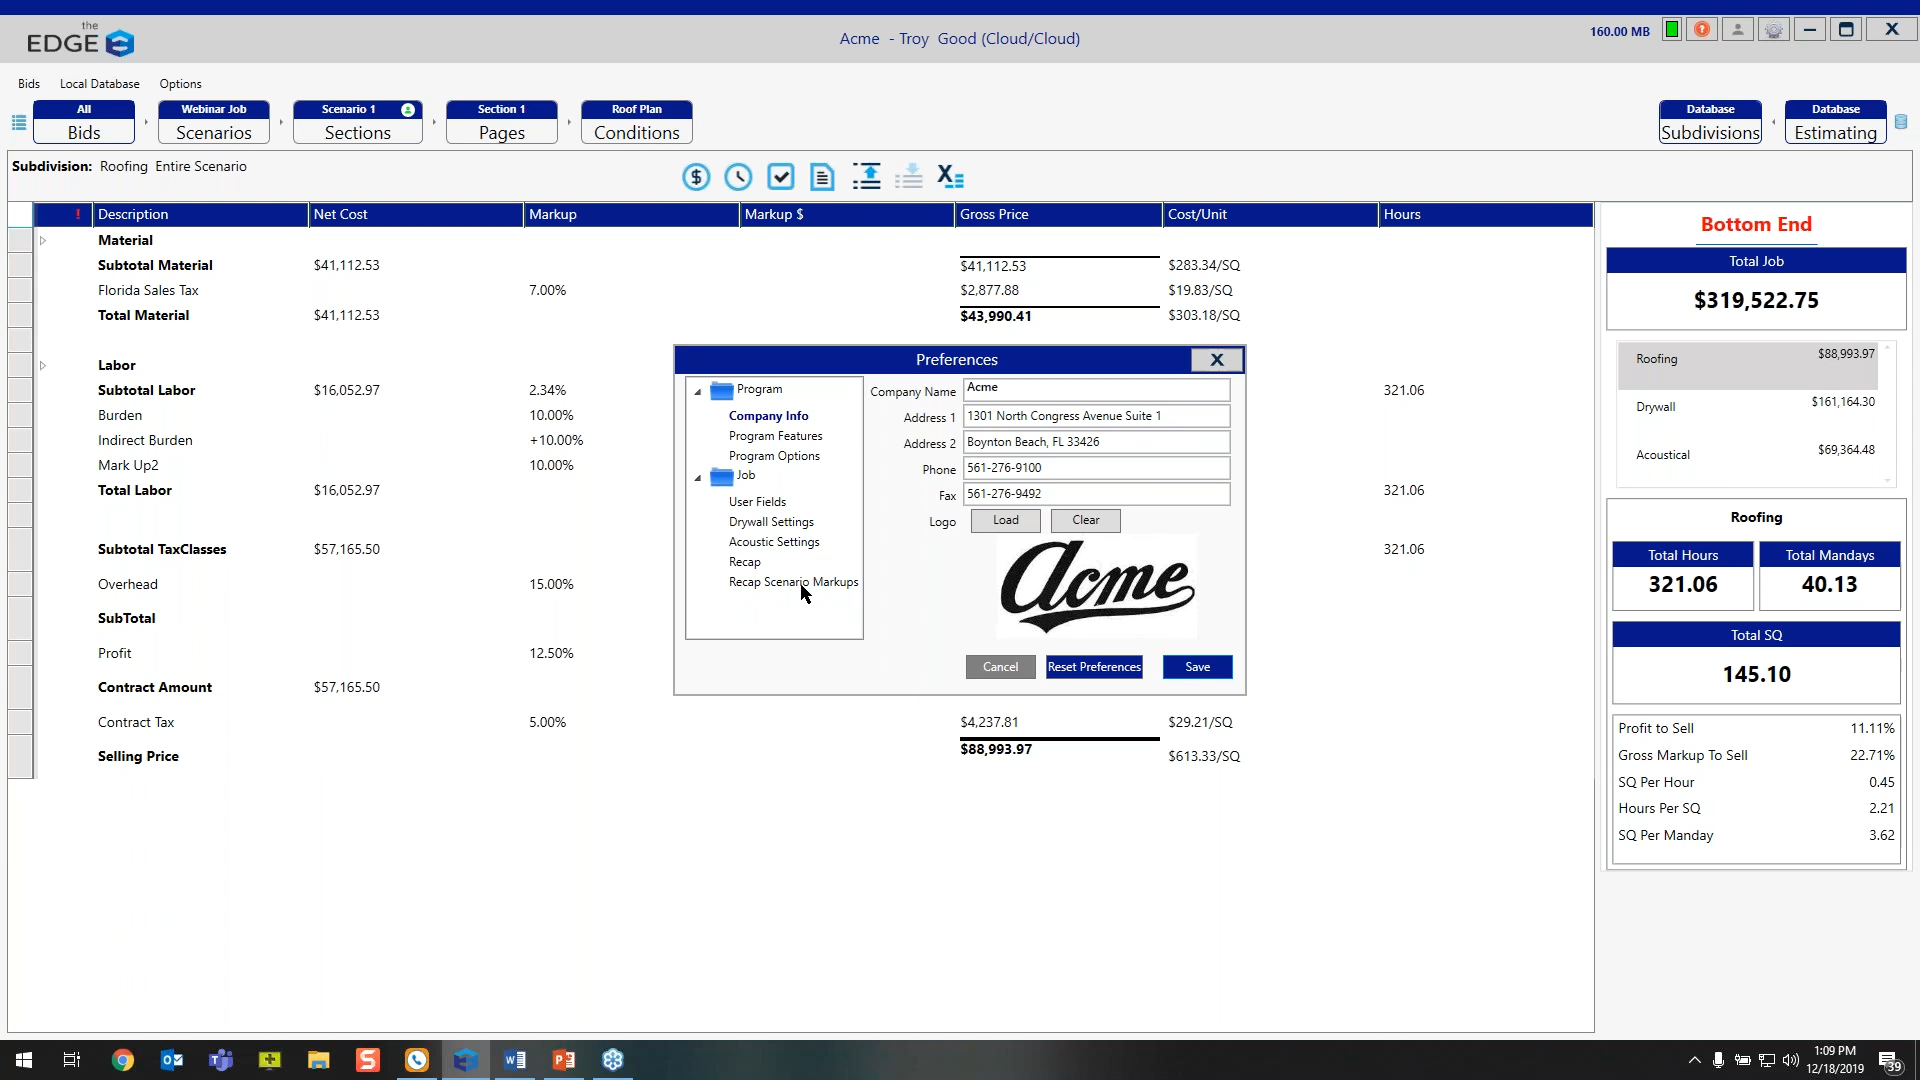 the
EDGE
Acme - Troy Good (Cloud/Cloud)
160.00 MB
Bids Local Database Options
All
Bids
Webinar Job
Scenarios
Scenario 1
Sections
Section 1
Pages
Roof Plan
Conditions
Database
Subdivisions
Database
Estimating
Subdivision: Roofing Entire Scenario
! Description Net Cost Markup Markup $ Gross Price Cost/Unit Hours
Material
Subtotal Material $41,112.53 $41,112.53 $283.34/SQ
Florida Sales Tax 7.00% $2,877.88 $19.83/SQ
Total Material $41,112.53 $43,990.41 $303.18/SQ
Labor
Subtotal Labor $16,052.97 2.34% 321.06
Burden 10.00%
Indirect Burden +10.00%
Mark Up2 10.00%
Total Labor $16,052.97 321.06
Subtotal TaxClasses $57,165.50 321.06
Overhead 15.00%
SubTotal
Profit 12.50%
Contract Amount $57,165.50
Contract Tax 5.00% $4,237.81 $29.21/SQ
Selling Price $88,993.97 $613.33/SQ
Preferences
X
Program
Company Info
Program Features
Program Options
Job
User Fields
Drywall Settings
Acoustic Settings
Recap
Recap Scenario Markups
Company Name Acme
Address 1 1301 North Congress Avenue Suite 1
Address 2 Boynton Beach, FL 33426
Phone 561-276-9100
Fax 561-276-9492
Logo Load Clear
Acme
Cancel Reset Preferences Save
Bottom End
Total Job
$319,522.75
Roofing $88,993.97
Drywall $161,164.30
Acoustical $69,364.48
Roofing
Total Hours Total Mandays
321.06 40.13
Total SQ
145.10
Profit to Sell 11.11%
Gross Markup To Sell 22.71%
SQ Per Hour 0.45
Hours Per SQ 2.21
SQ Per Manday 3.62
1:09 PM
12/18/2019
39